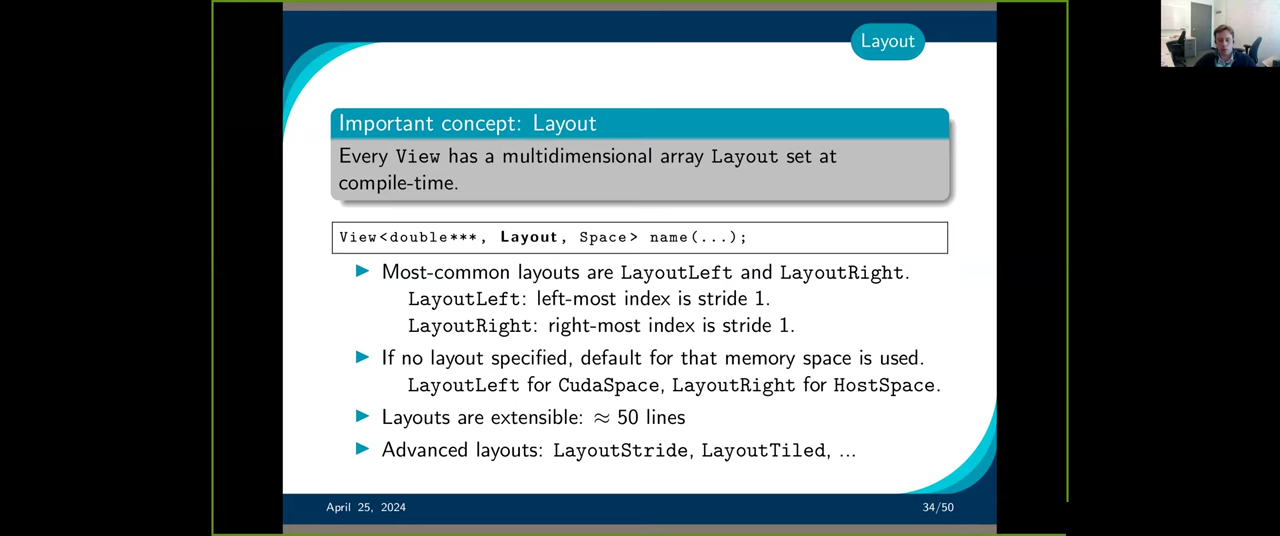 Layout
Important concept: Layout
Every View has a multidimensional array Layout set at
compile-time.
View<double***, Layout, Space> name(...);
Most-common layouts are LayoutLeft and LayoutRight.
LayoutLeft: left-most index is stride 1.
LayoutRight: right-most index is stride 1.
If no layout specified, default for that memory space is used.
LayoutLeft for CudaSpace, LayoutRight for HostSpace.
Layouts are extensible: ≈ 50 lines
Advanced layouts: LayoutStride, LayoutTiled, ...
April 25, 2024
34/50